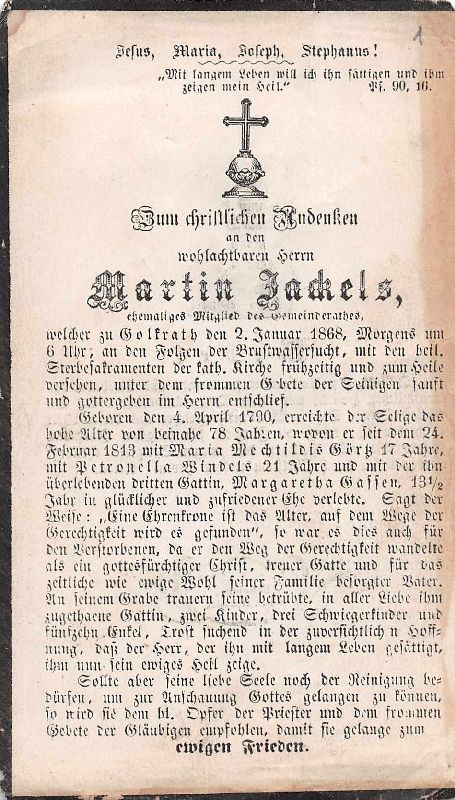 1
Jesus, Maria, Joseph, Stephanus!
„Mit langem Leben will ich ihn sättigen und ihm
zeigen mein Heil.“ Ps. 90, 16.
Zum christlichen Andenken
an den
wohlachtbaren Herrn
Martin Jackels,
ehemaliges Mitglied des Gemeinderathes,
welcher zu Golkrath den 2. Januar 1868, Morgens um
6 Uhr, an den Folgen der Brustwassersucht, mit den heil.
Sterbesakramenten der kath. Kirche frühzeitig und zum Heile
versehen, unter dem frommen Gebete der Seinigen sanft
und gottergeben im Herrn entschlief.
Geboren den 4. April 1790, erreichte der Selige das
hohe Alter von beinahe 78 Jahren, wovon er seit dem 24.
Februar 1813 mit Maria Mechtildis Görtz 17 Jahre,
mit Petronella Windels 21 Jahre und mit der ihn
überlebenden dritten Gattin, Margaretha Gassen, 13½
Jahr in glücklicher und zufriedener Ehe verlebte. Sagt der
Weise: „Eine Ehrenkrone ist das Alter, auf dem Wege der
Gerechtigkeit wird es gefunden“, so war es dies auch für
den Verstorbenen, da er den Weg der Gerechtigkeit wandelte
als ein gottesfürchtiger Christ, treuer Gatte und für das
zeitliche wie ewige Wohl seiner Familie besorgter Vater.
An seinem Grabe trauern seine betrübte, in aller Liebe ihm
zugethaene Gattin, zwei Kinder, drei Schwiegerkinder und
fünfzehn Enkel, Trost suchend in der zuversichtlichen Hoff-
nung, daß der Herr, der ihn mit langem Leben gesättigt,
ihm nun sein ewiges Heil zeige.
Sollte aber seine liebe Seele noch der Reinigung be-
dürfen, um zur Anschauung Gottes gelangen zu können,
so wird sie dem hl. Opfer der Priester und dem frommen
Gebete der Gläubigen empfohlen, damit sie gelange zum
ewigen Frieden.